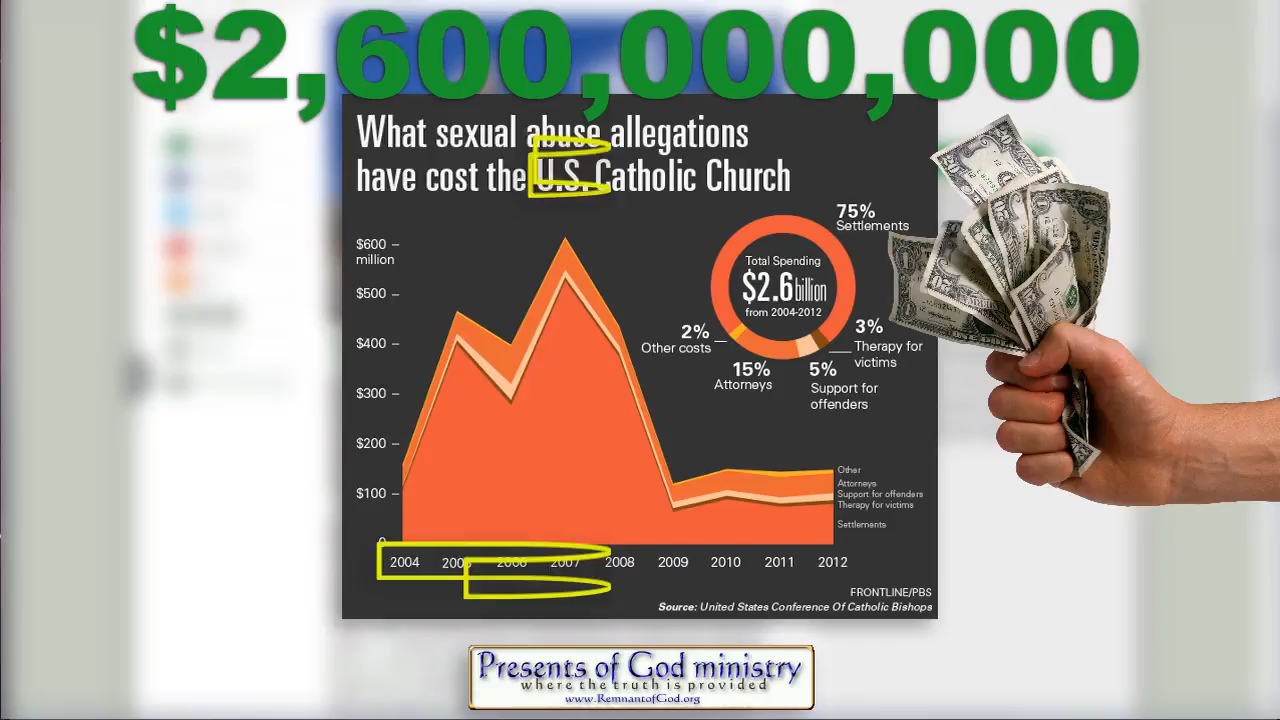 $2,600,000,000
What sexual abuse allegations
have cost the U.S. Catholic Church
$600
million
$500
$400
$300
$200
$100
0
2004 2005 2006 2007 2008 2009 2010 2011 2012
75%
Settlements
Total Spending
$2.6 billion
from 2004-2012
2%
Other costs
15%
Attorneys
5%
Support for
offenders
3%
Therapy for
victims
Other
Attorneys
Support for offenders
Therapy for victims
Settlements
FRONTLINE/PBS
Source: United States Conference Of Catholic Bishops
Presents of God ministry
where the truth is provided
www.RemnantofGod.org